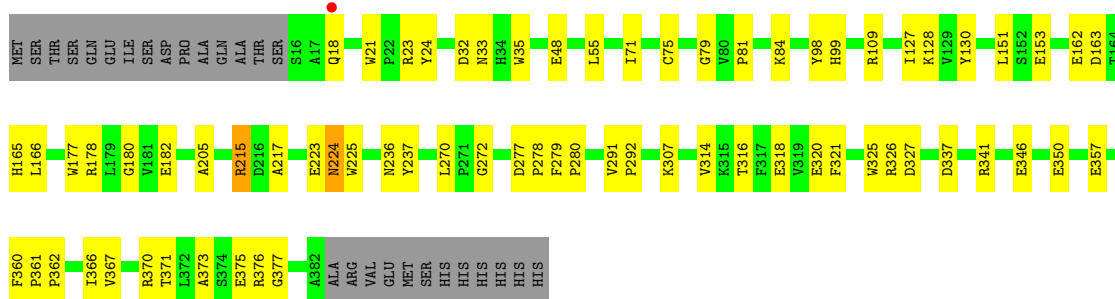 MET SER THR SER GLN GLU ILE SER ASP PRO ALA GLN ALA ALA THR SER S16 A17 Q18 W21 P22 R23 Y24 D32 N33 H34 W35 E48 L55 I71 C75 G79 V80 P81 K84 Y98 H99 R109 I127 K128 V129 Y130 L151 S152 E153 E162 D163 T164
H165 L166 W177 R178 L179 G180 V181 E182 A205 R215 D216 A217 E223 N224 W225 N236 Y237 L270 P271 G272 D277 P278 F279 P280 V291 P292 K307 V314 K315 T316 F317 E318 V319 E320 F321 W325 R326 D327 D337 R341 E346 E350 E357
F360 P361 P362 I366 V367 R370 T371 L372 A373 S374 E375 R376 G377 A382 ALA ARG VAL GLU MET SER HIS HIS HIS HIS HIS HIS